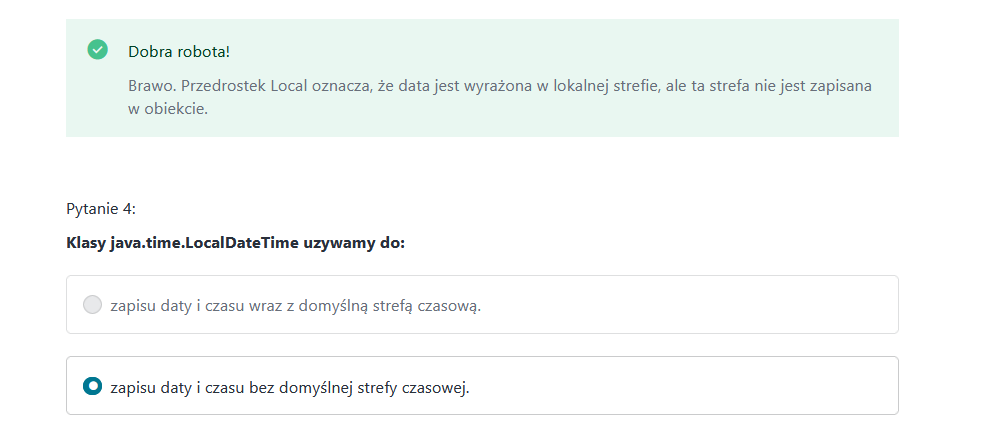 Dobra robota!
Brawo. Przedrostek Local oznacza, że data jest wyrażona w lokalnej strefie, ale ta strefa nie jest zapisana
w obiekcie.
Pytanie 4:
Klasy java.time.LocalDateTime uzywamy do:
zapisu daty i czasu wraz z domyślną strefą czasową.
zapisu daty i czasu bez domyślnej strefy czasowej.